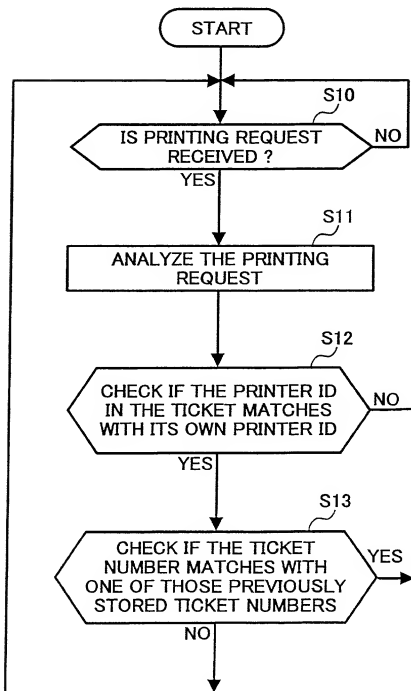 START
S10
IS PRINTING REQUEST
RECEIVED ?
NO
YES
S11
ANALYZE THE PRINTING
REQUEST
S12
CHECK IF THE PRINTER ID
IN THE TICKET MATCHES
WITH ITS OWN PRINTER ID
NO
YES
S13
CHECK IF THE TICKET
NUMBER MATCHES WITH
ONE OF THOSE PREVIOUSLY
STORED TICKET NUMBERS
YES
NO